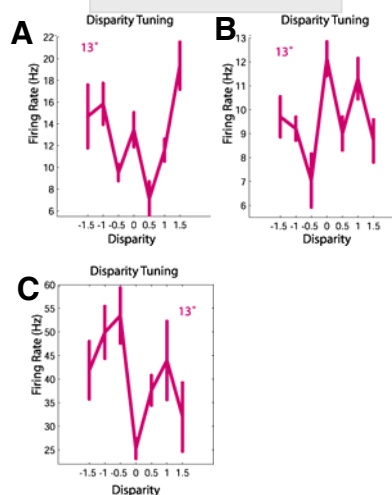 A
Disparity Tuning
13°
Firing Rate (Hz)
22
20
18
16
14
12
10
8
6
-1.5 -1 -0.5 0 0.5 1 1.5
Disparity
B
Disparity Tuning
13°
Firing Rate (Hz)
13
12
11
10
9
8
7
6
-1.5 -1 -0.5 0 0.5 1 1.5
Disparity
C
Disparity Tuning
13°
Firing Rate (Hz)
60
55
50
45
40
35
30
25
-1.5 -1 -0.5 0 0.5 1 1.5
Disparity